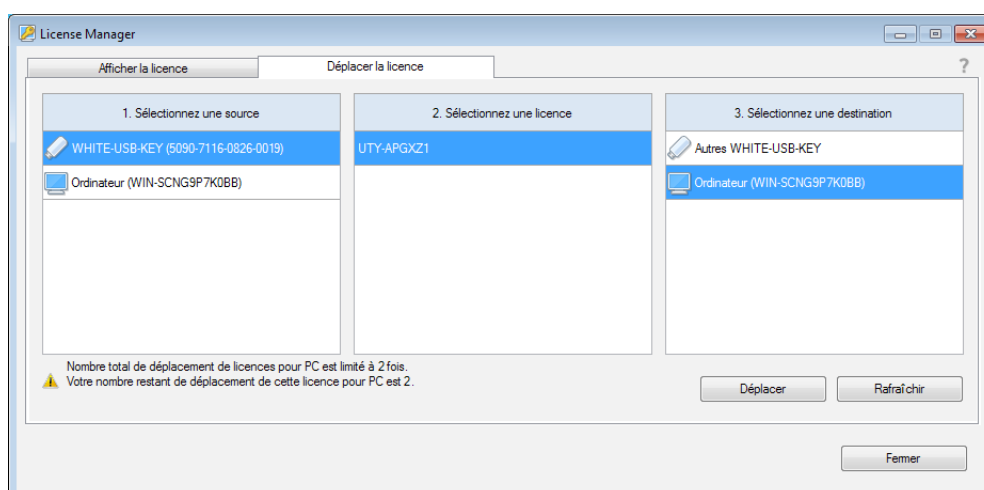 License Manager
Afficher la licence
Déplacer la licence
?
1. Sélectionnez une source
2. Sélectionnez une licence
3. Sélectionnez une destination
WHITE-USB-KEY (5090-7116-0826-0019)
UTY-APGXZ1
Autres WHITE-USB-KEY
Ordinateur (WIN-SCNG9P7K0BB)
Ordinateur (WIN-SCNG9P7K0BB)
Nombre total de déplacement de licences pour PC est limité à 2 fois.
Votre nombre restant de déplacement de cette licence pour PC est 2.
Déplacer
Rafraîchir
Fermer